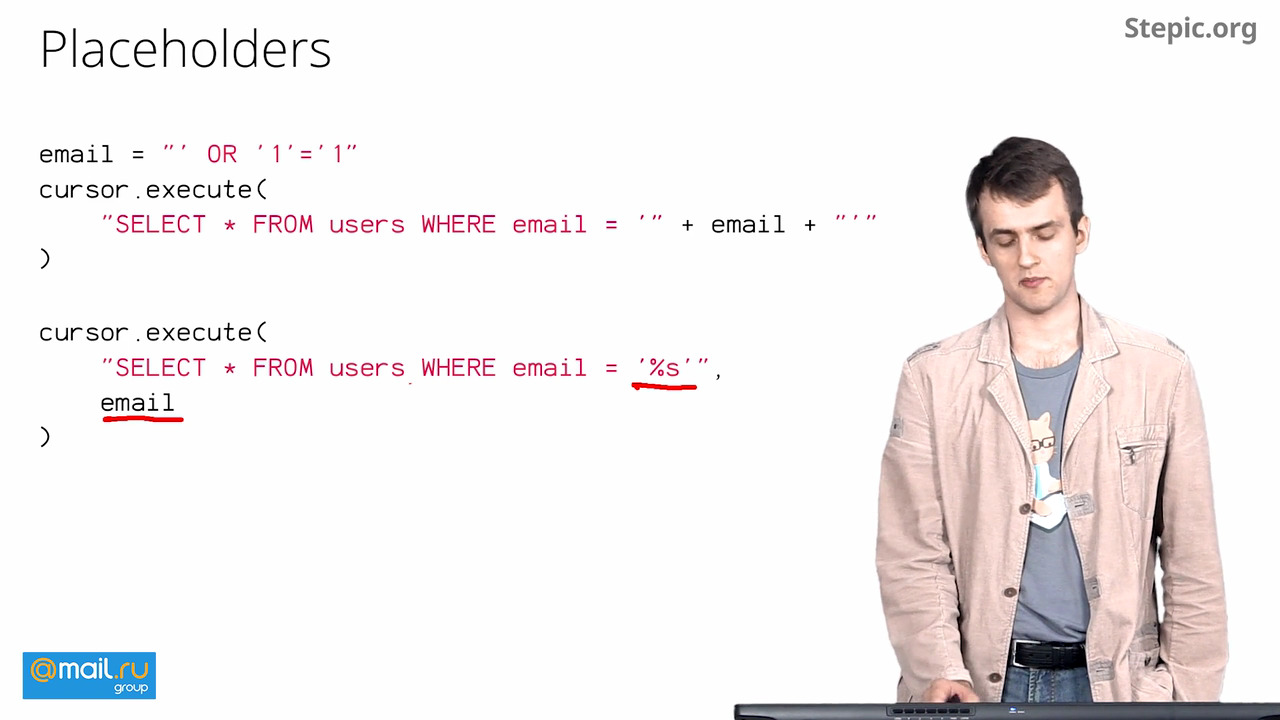 Placeholders
Stepic.org
email = "' OR '1'='1"
cursor.execute(
"SELECT * FROM users WHERE email = '" + email + "'"
)
cursor.execute(
"SELECT * FROM users WHERE email = '%s'",
email
)
@mail.ru
group